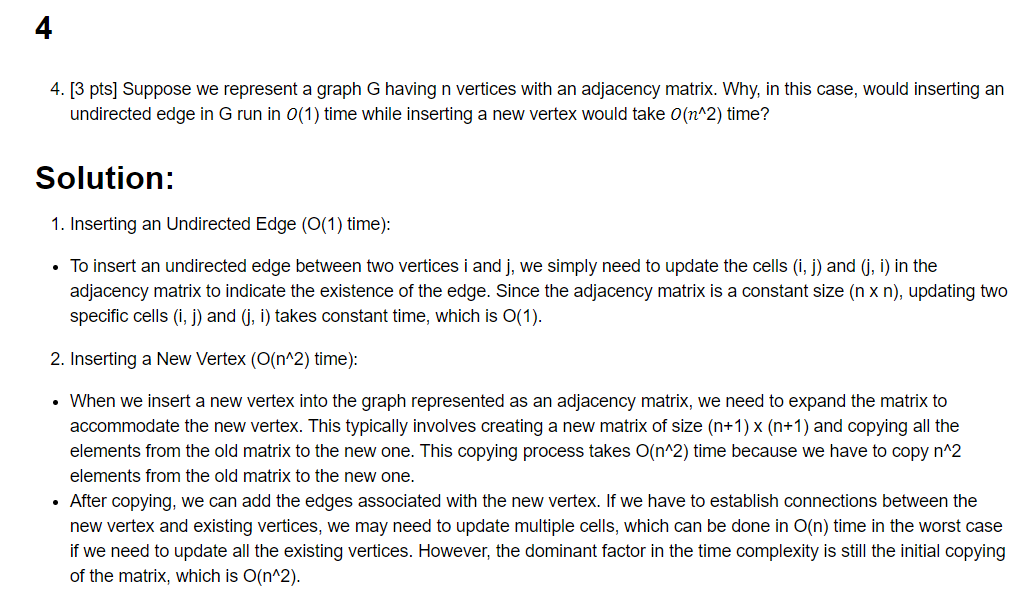 4
4. [3 pts] Suppose we represent a graph G having n vertices with an adjacency matrix. Why, in this case, would inserting an
undirected edge in G run in O(1) time while inserting a new vertex would take O(n^2) time?
Solution:
1. Inserting an Undirected Edge (O(1) time):
• To insert an undirected edge between two vertices i and j, we simply need to update the cells (i, j) and (j, i) in the
adjacency matrix to indicate the existence of the edge. Since the adjacency matrix is a constant size (n x n), updating two
specific cells (i, j) and (j, i) takes constant time, which is O(1).
2. Inserting a New Vertex (O(n^2) time):
• When we insert a new vertex into the graph represented as an adjacency matrix, we need to expand the matrix to
accommodate the new vertex. This typically involves creating a new matrix of size (n+1) x (n+1) and copying all the
elements from the old matrix to the new one. This copying process takes O(n^2) time because we have to copy n^2
elements from the old matrix to the new one.
• After copying, we can add the edges associated with the new vertex. If we have to establish connections between the
new vertex and existing vertices, we may need to update multiple cells, which can be done in O(n) time in the worst case
if we need to update all the existing vertices. However, the dominant factor in the time complexity is still the initial copying
of the matrix, which is O(n^2).